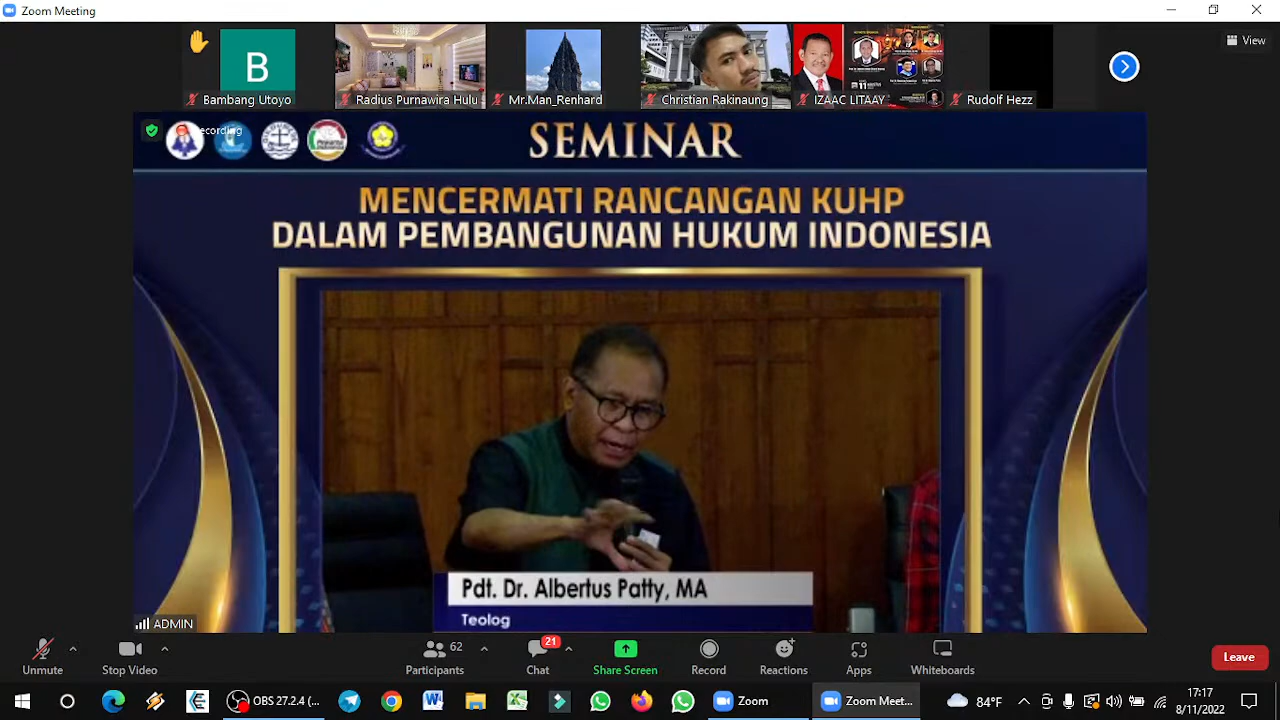 Zoom Meeting
View
B
Bambang Utoyo
Radius Purnawira Hulu
Mr.Man_Renhard
Christian Rakinaung
IZAAC LITAAY
Rudolf Hezz
11 AGUSTUS
Recording
SEMINAR
MENCERMATI RANCANGAN KUHP
DALAM PEMBANGUNAN HUKUM INDONESIA
Pdt. Dr. Albertus Patty, MA
Teolog
ADMIN
Unmute
Stop Video
Participants
62
Chat
21
Share Screen
Record
Reactions
Apps
Whiteboards
Leave
OBS 27.2.4 (...
Zoom
Zoom Meet...
84°F
17:17
8/11/2022